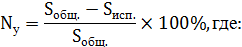 Nу = (Sобщ. − Sисп.) / Sобщ. × 100%, где: